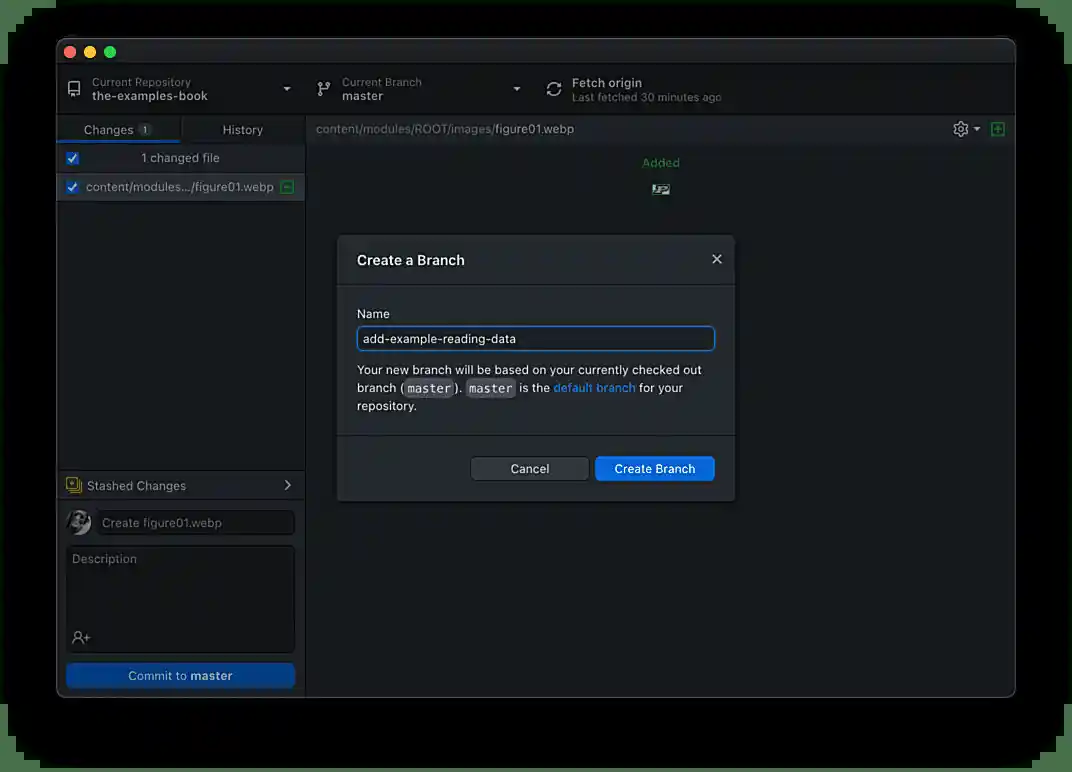 Current Repository
the-examples-book
Current Branch
master
Fetch origin
Last fetched 30 minutes ago
Changes 1
History
content/modules/ROOT/images/figure01.webp
1 changed file
content/modules.../figure01.webp
Added
Create a Branch
Name
add-example-reading-data
Your new branch will be based on your currently checked out
branch (master). master is the default branch for your
repository.
Cancel
Create Branch
Stashed Changes
Create figure01.webp
Description
Commit to master